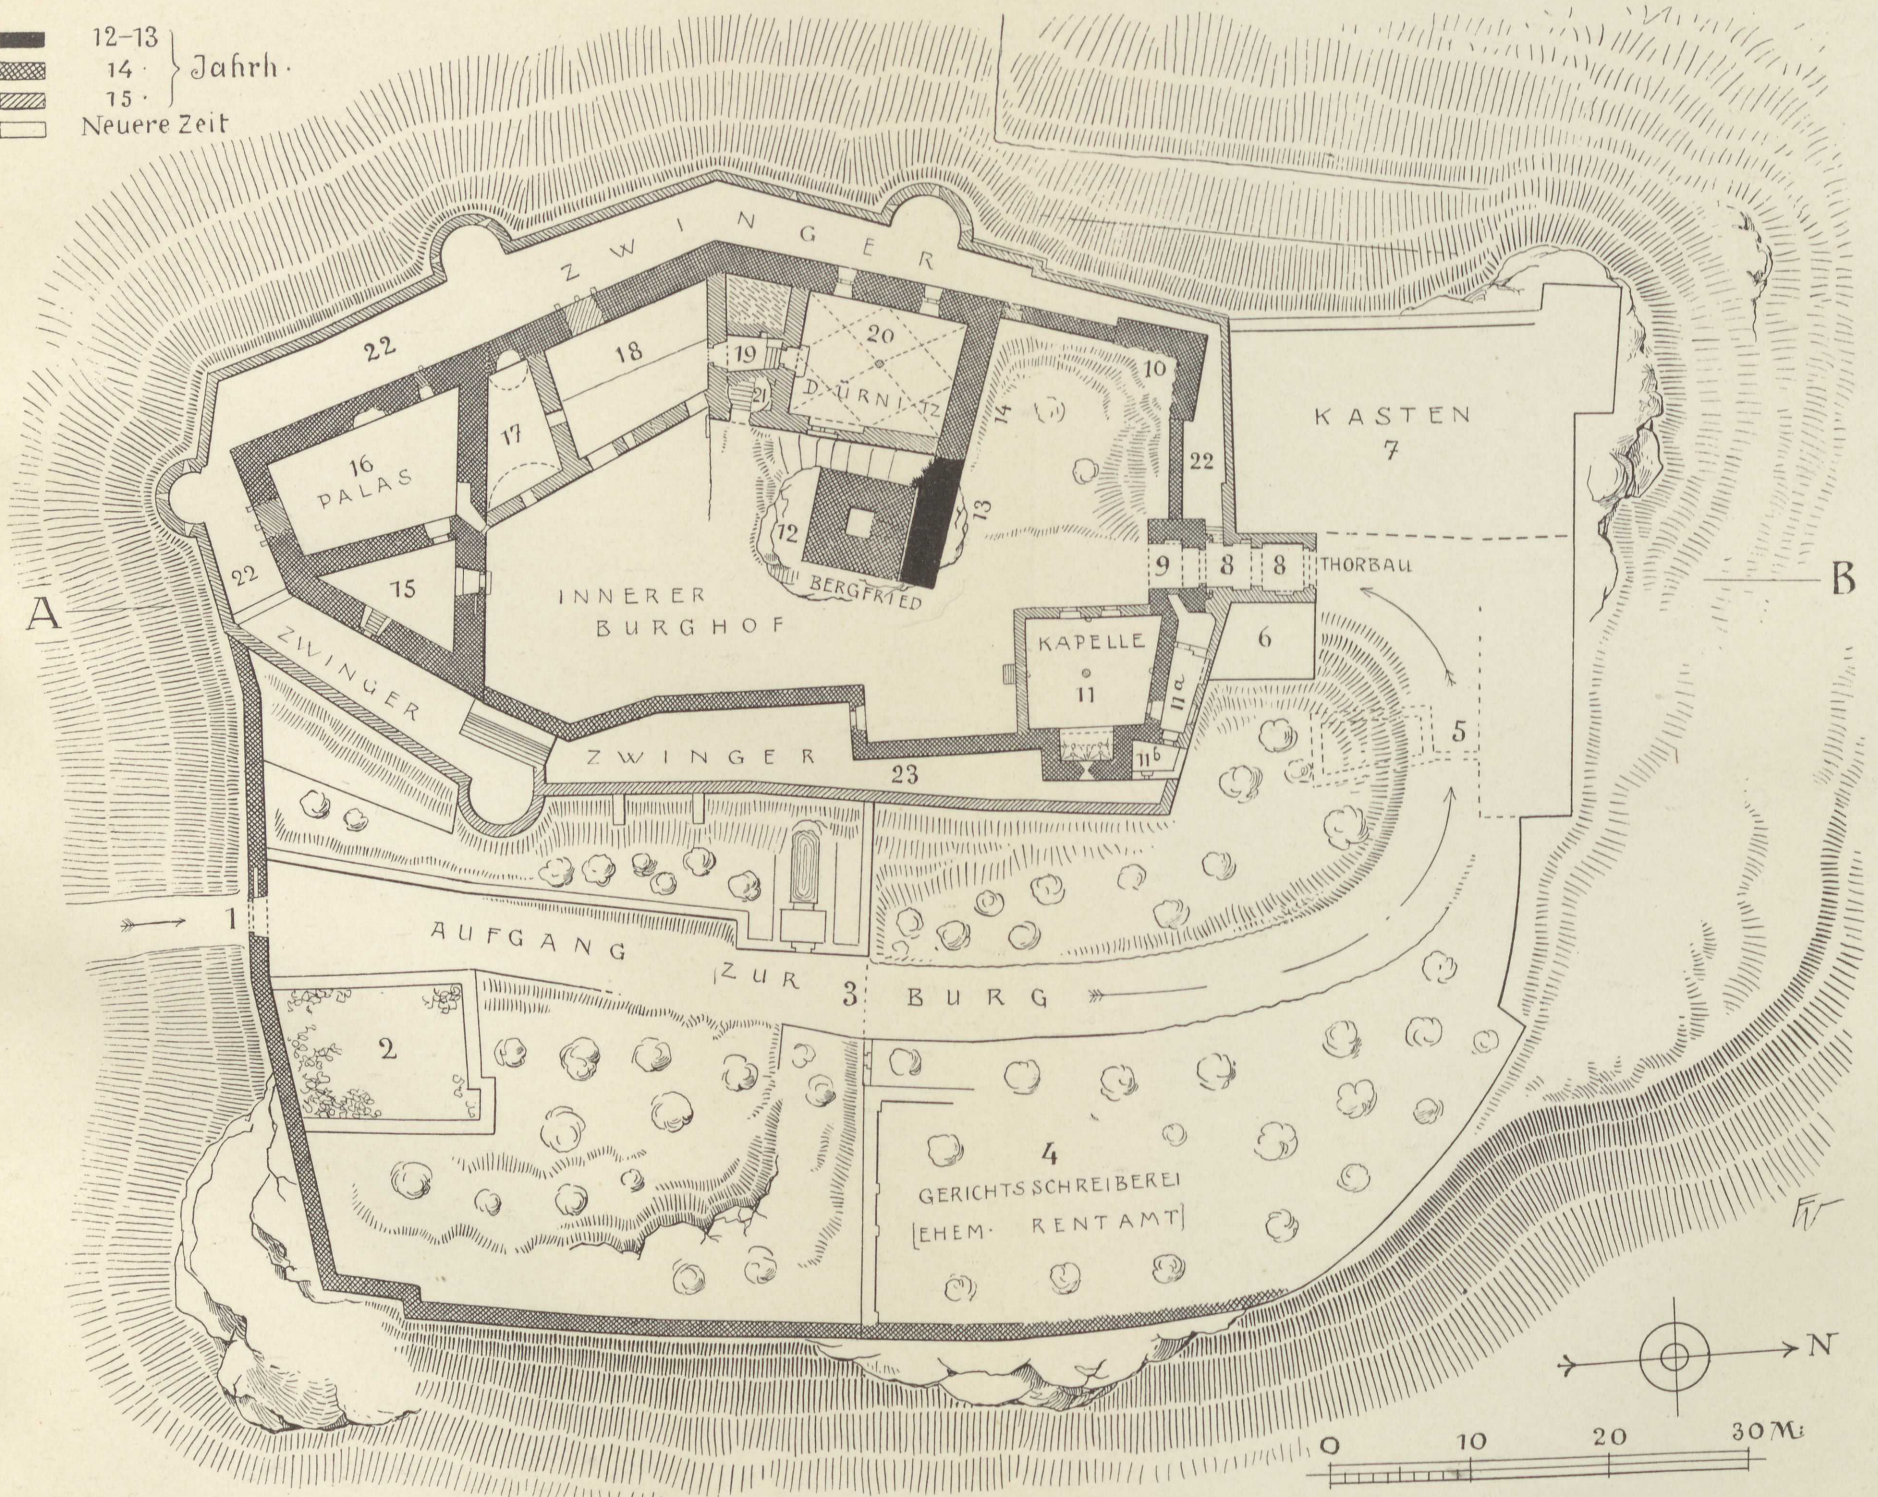 12–13
14 · Jahrh.
15 ·
Neuere Zeit
ZWINGER
22
18
19
20
DÜRNITZ
21
10
14
KASTEN
7
22
16
PALAS
17
12
13
BERGFRIED
9
8
8
THORBAU
22
15
INNERER
BURGHOF
A
B
KAPELLE
11
11a
11b
6
5
ZWINGER
ZWINGER
23
1
AUFGANG ZUR BURG
3
2
4
GERICHTSSCHREIBEREI
[EHEM. RENTAMT]
N
0 10 20 30 M: